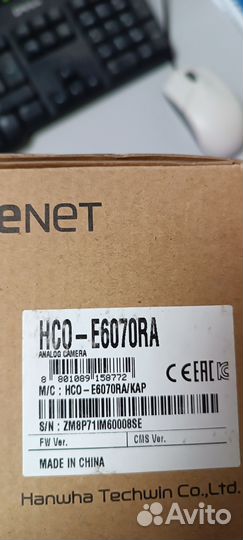 eNET
HCO-E6070RA
ANALOG CAMERA
8 801089 158772
M/C : HCO-E6070RA/KAP
CE EAC
S/N : ZM8P71IM60008SE
FW Ver.
CMS Ver.
MADE IN CHINA
Hanwha Techwin Co.,Ltd.
Avito